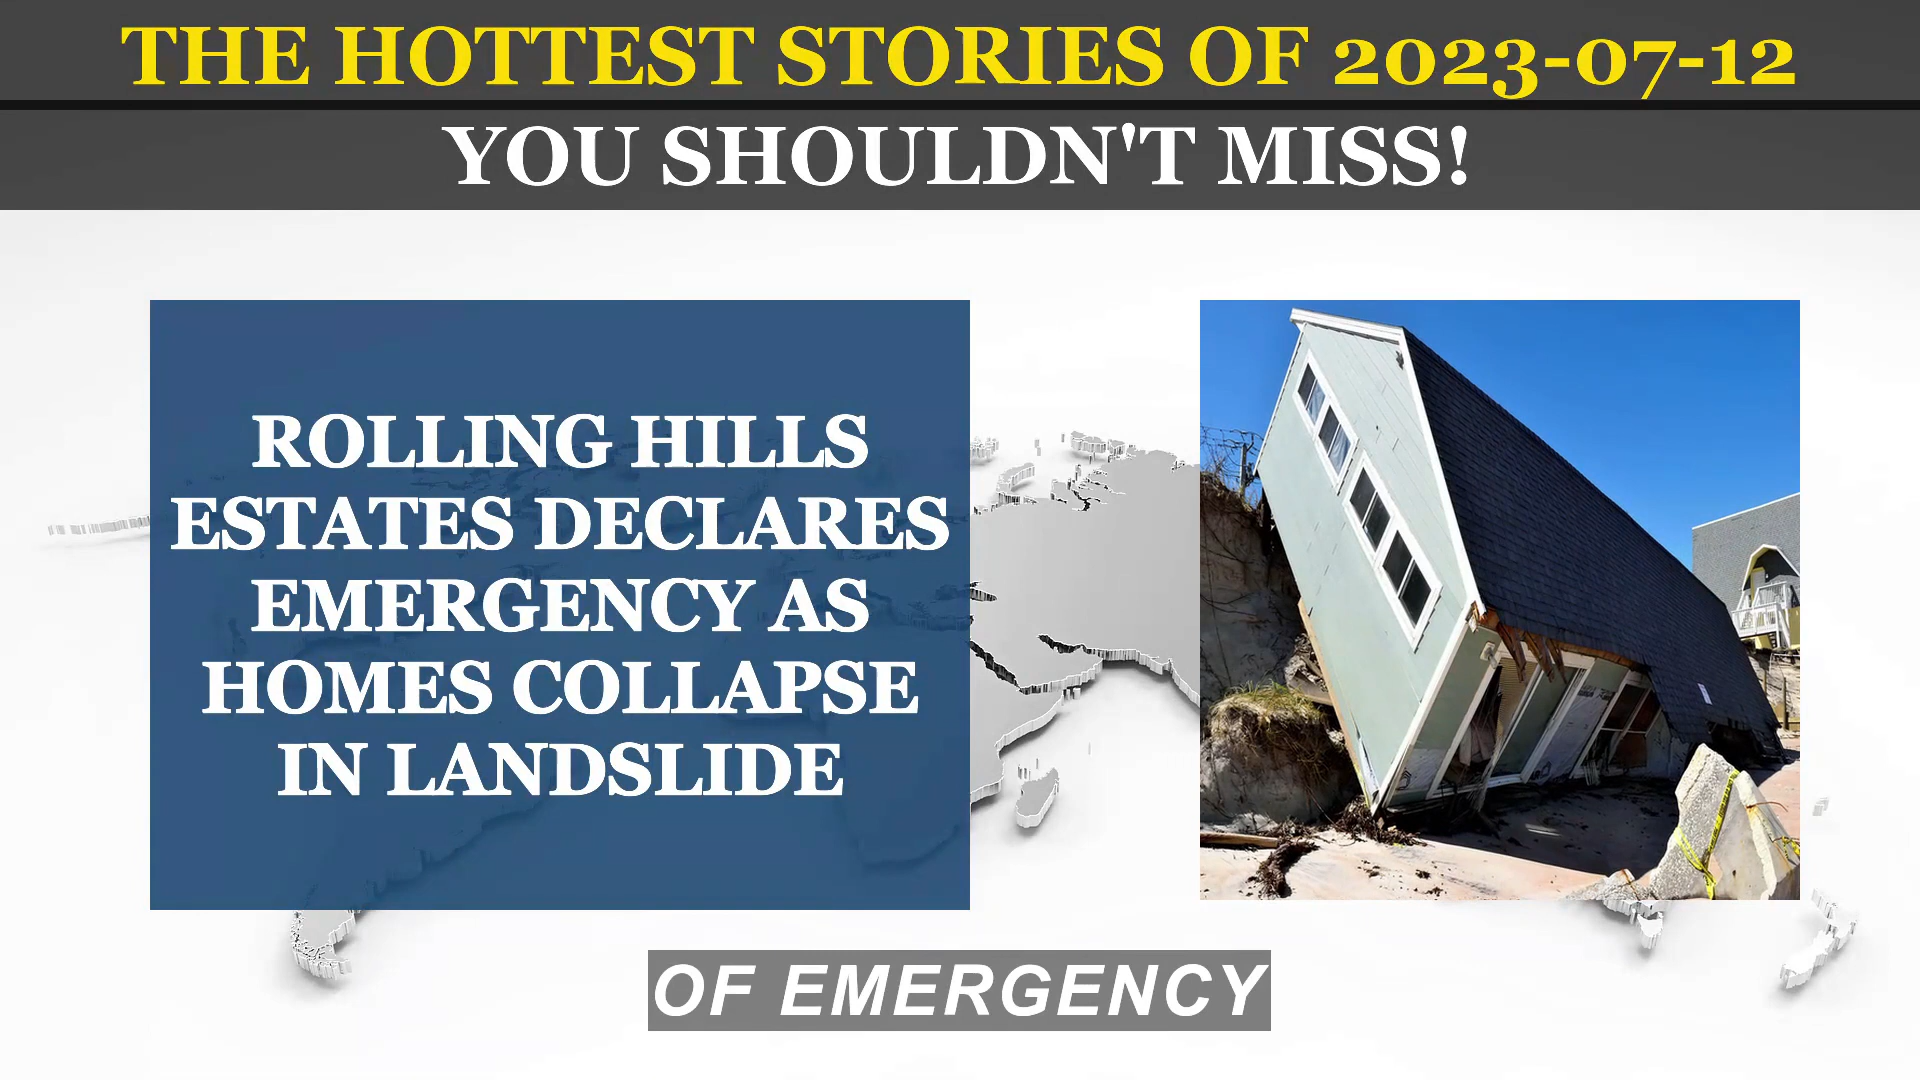 THE HOTTEST STORIES OF 2023-07-12
YOU SHOULDN'T MISS!
ROLLING HILLS
ESTATES DECLARES
EMERGENCY AS
HOMES COLLAPSE
IN LANDSLIDE
OF EMERGENCY